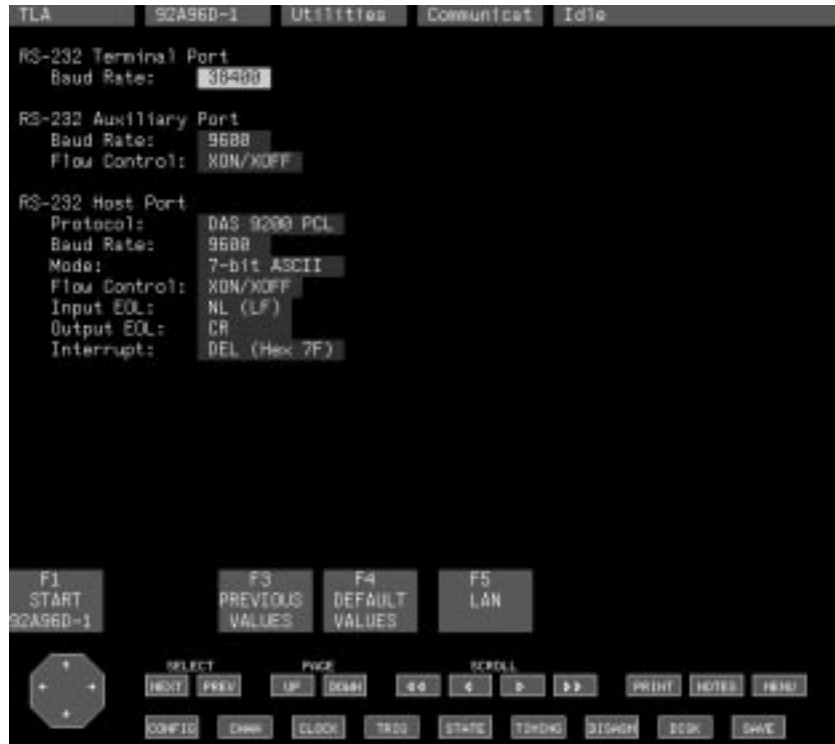 TLA 92A96D-1 Utilities Communicat Idle
RS-232 Terminal Port
Baud Rate: 38400
RS-232 Auxiliary Port
Baud Rate: 9600
Flow Control: XON/XOFF
RS-232 Host Port
Protocol: DAS 9200 PCL
Baud Rate: 9600
Mode: 7-bit ASCII
Flow Control: XON/XOFF
Input EOL: NL (LF)
Output EOL: CR
Interrupt: DEL (Hex 7F)
F1 F3 F4 F5
START PREVIOUS DEFAULT LAN
92A96D-1 VALUES VALUES
SELECT PAGE SCROLL
NEXT PREV UP DOWN PRINT NOTES MENU
CONFIG CHAN CLOCK TRIG STATE TIMING DISASM DISK SAVE